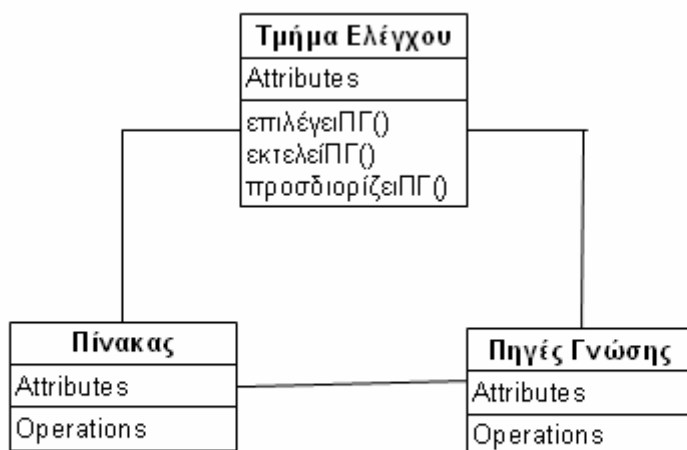 Τμήμα Ελέγχου
Attributes
επιλέγειΠΓ()
εκτελείΠΓ()
προσδιορίζειΠΓ()
Πίνακας
Attributes
Operations
Πηγές Γνώσης
Attributes
Operations